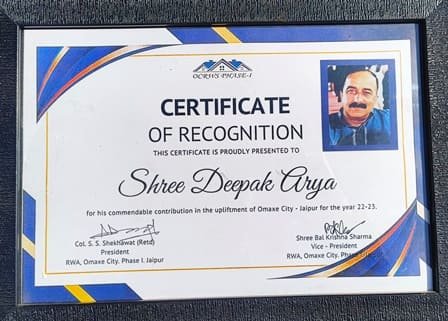 OCRWS PHASE-I
CERTIFICATE
OF RECOGNITION
THIS CERTIFICATE IS PROUDLY PRESENTED TO
Shree Deepak Arya
for his commendable contribution in the upliftment of Omaxe City - Jaipur for the year 22-23.
Col. S. S. Shekhawat (Retd)
President
RWA, Omaxe City, Phase I. Jaipur
Shree Bal Krishna Sharma
Vice - President
RWA, Omaxe City, Phase I.